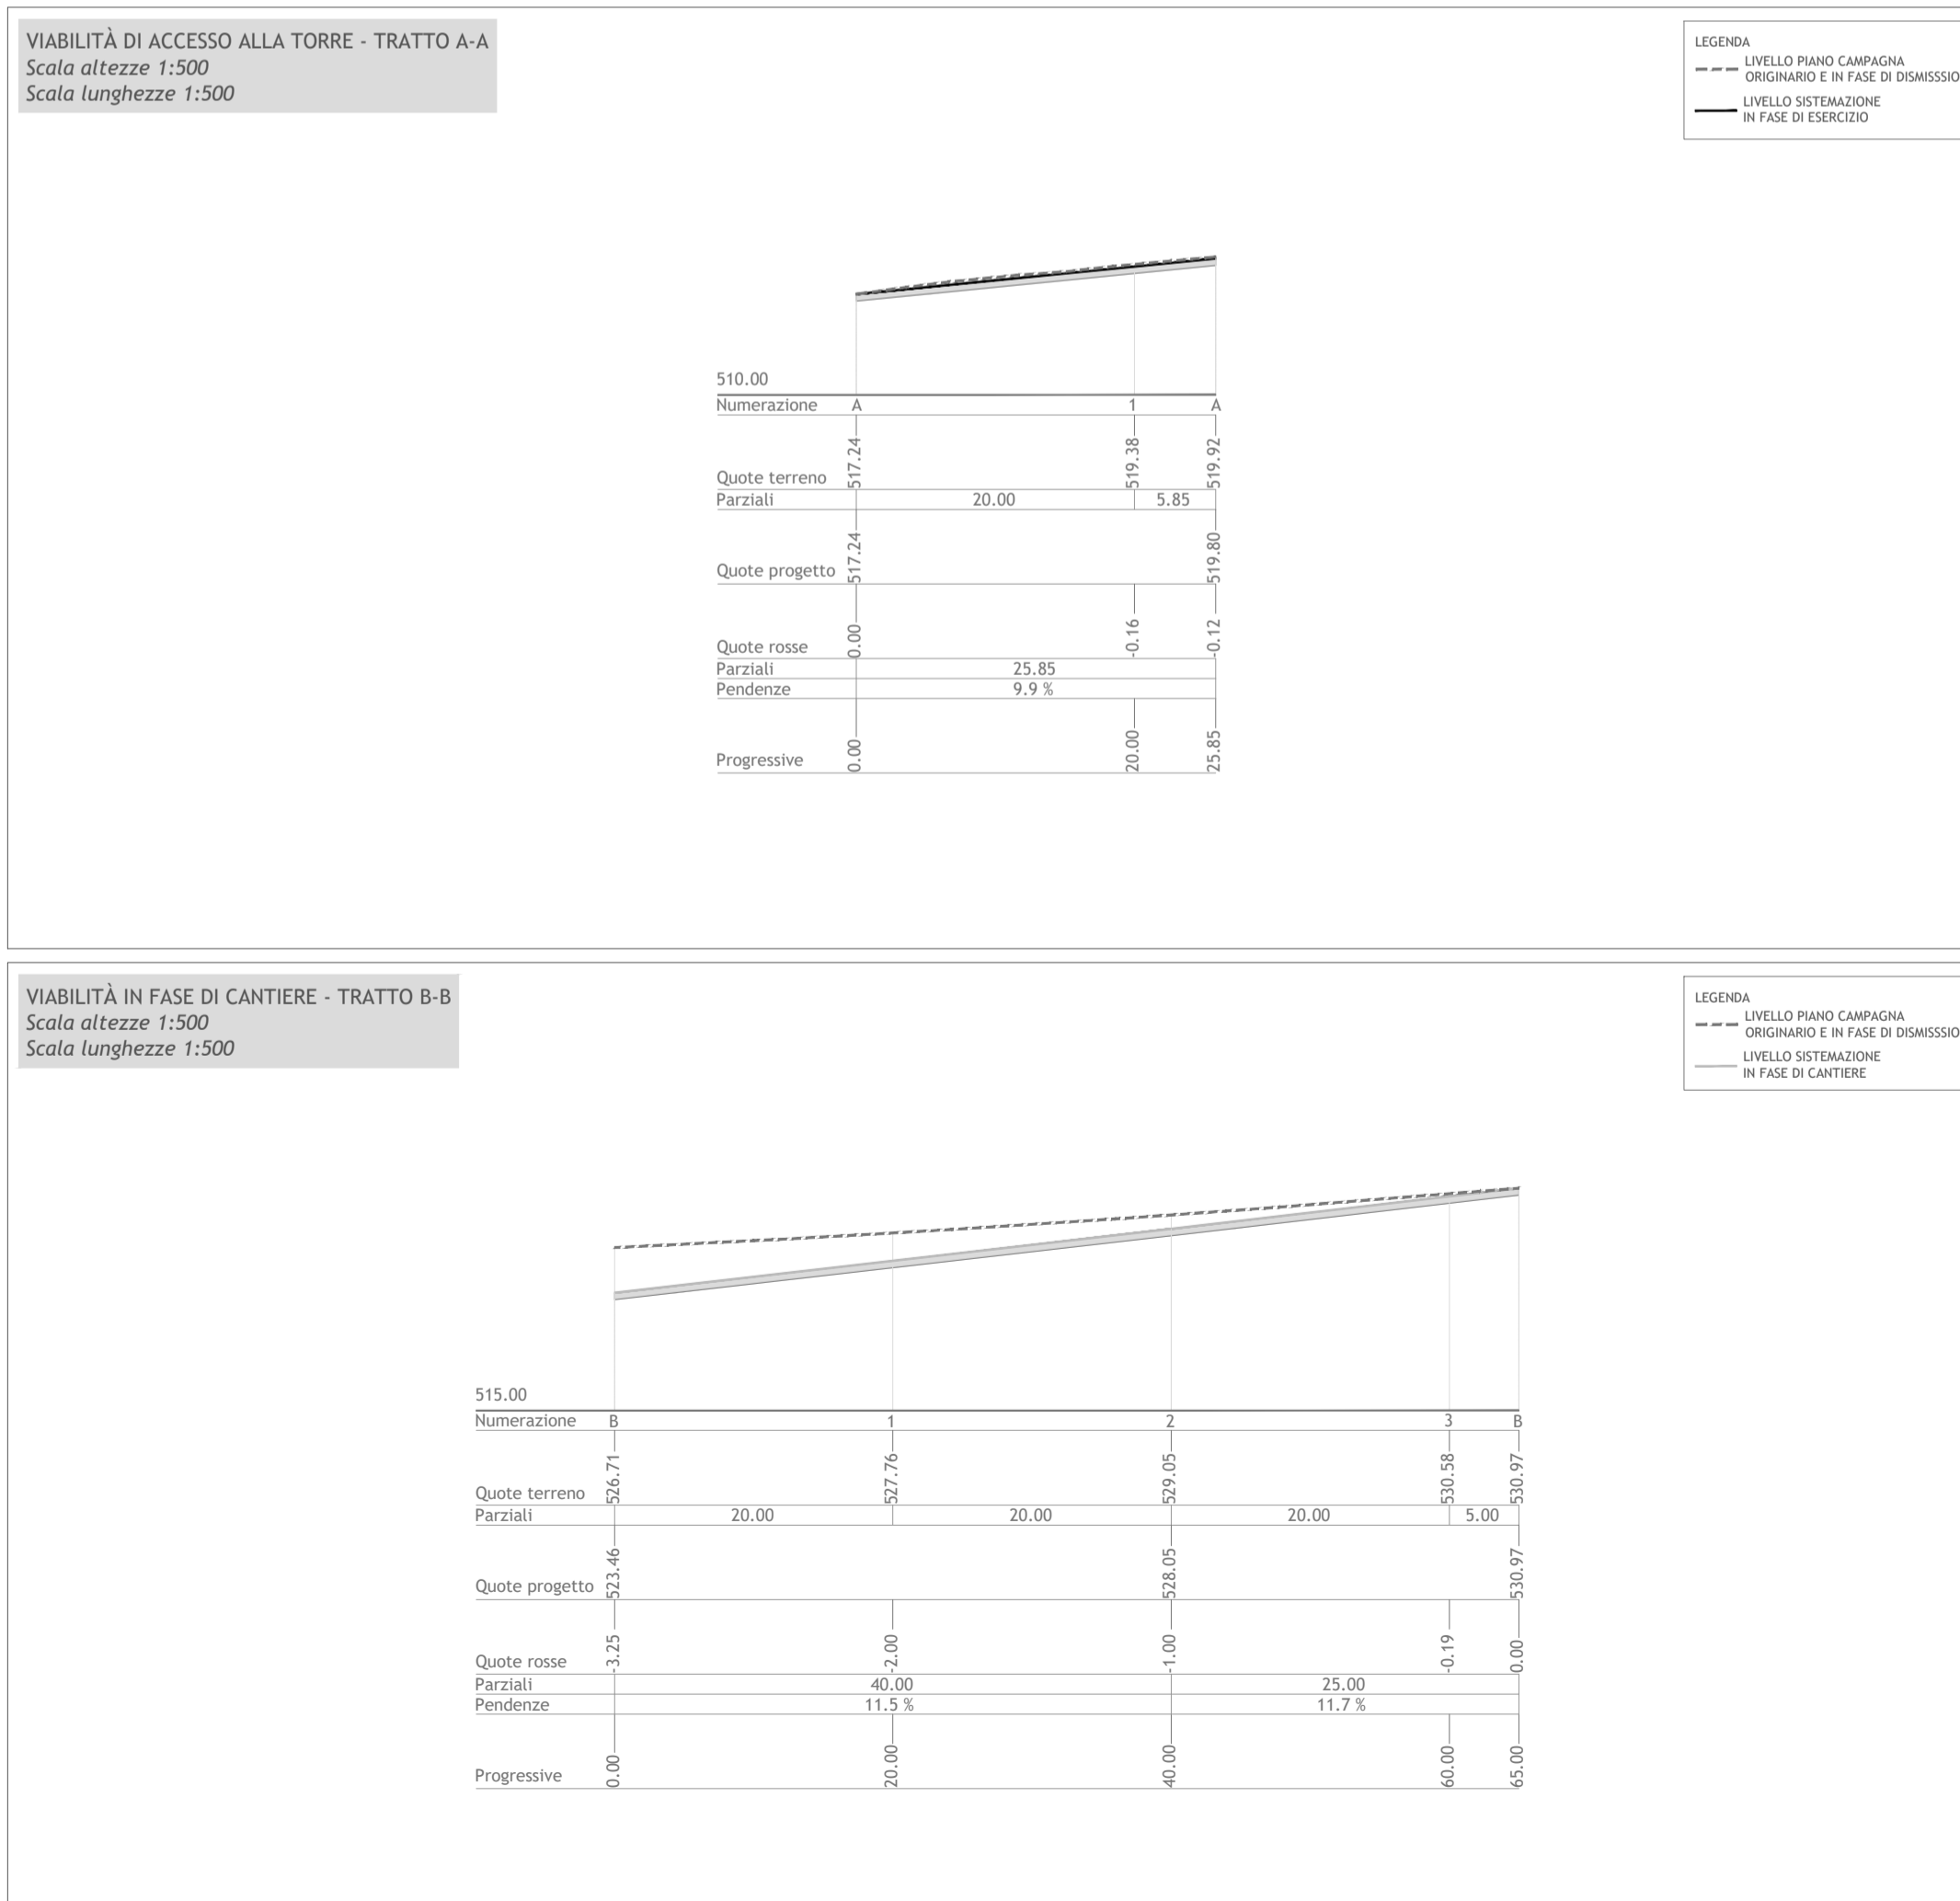 VIABILITÀ DI ACCESSO ALLA TORRE - TRATTO A-A
Scala altezze 1:500
Scala lunghezze 1:500
LEGENDA
LIVELLO PIANO CAMPAGNA
ORIGINARIO E IN FASE DI DISMISSSIO
LIVELLO SISTEMAZIONE
IN FASE DI ESERCIZIO
510.00
Numerazione A 1 A
Quote terreno 517.24 519.38 519.92
Parziali 20.00 5.85
Quote progetto 517.24 519.80
Quote rosse 0.00 -0.16 -0.12
Parziali 25.85
Pendenze 9.9 %
Progressive 0.00 20.00 25.85
VIABILITÀ IN FASE DI CANTIERE - TRATTO B-B
Scala altezze 1:500
Scala lunghezze 1:500
LEGENDA
LIVELLO PIANO CAMPAGNA
ORIGINARIO E IN FASE DI DISMISSSIO
LIVELLO SISTEMAZIONE
IN FASE DI CANTIERE
515.00
Numerazione B 1 2 3 B
Quote terreno 526.71 527.76 529.05 530.58 530.97
Parziali 20.00 20.00 20.00 5.00
Quote progetto 523.46 528.05 530.97
Quote rosse -3.25 -2.00 -1.00 -0.19 0.00
Parziali 40.00 25.00
Pendenze 11.5 % 11.7 %
Progressive 0.00 20.00 40.00 60.00 65.00